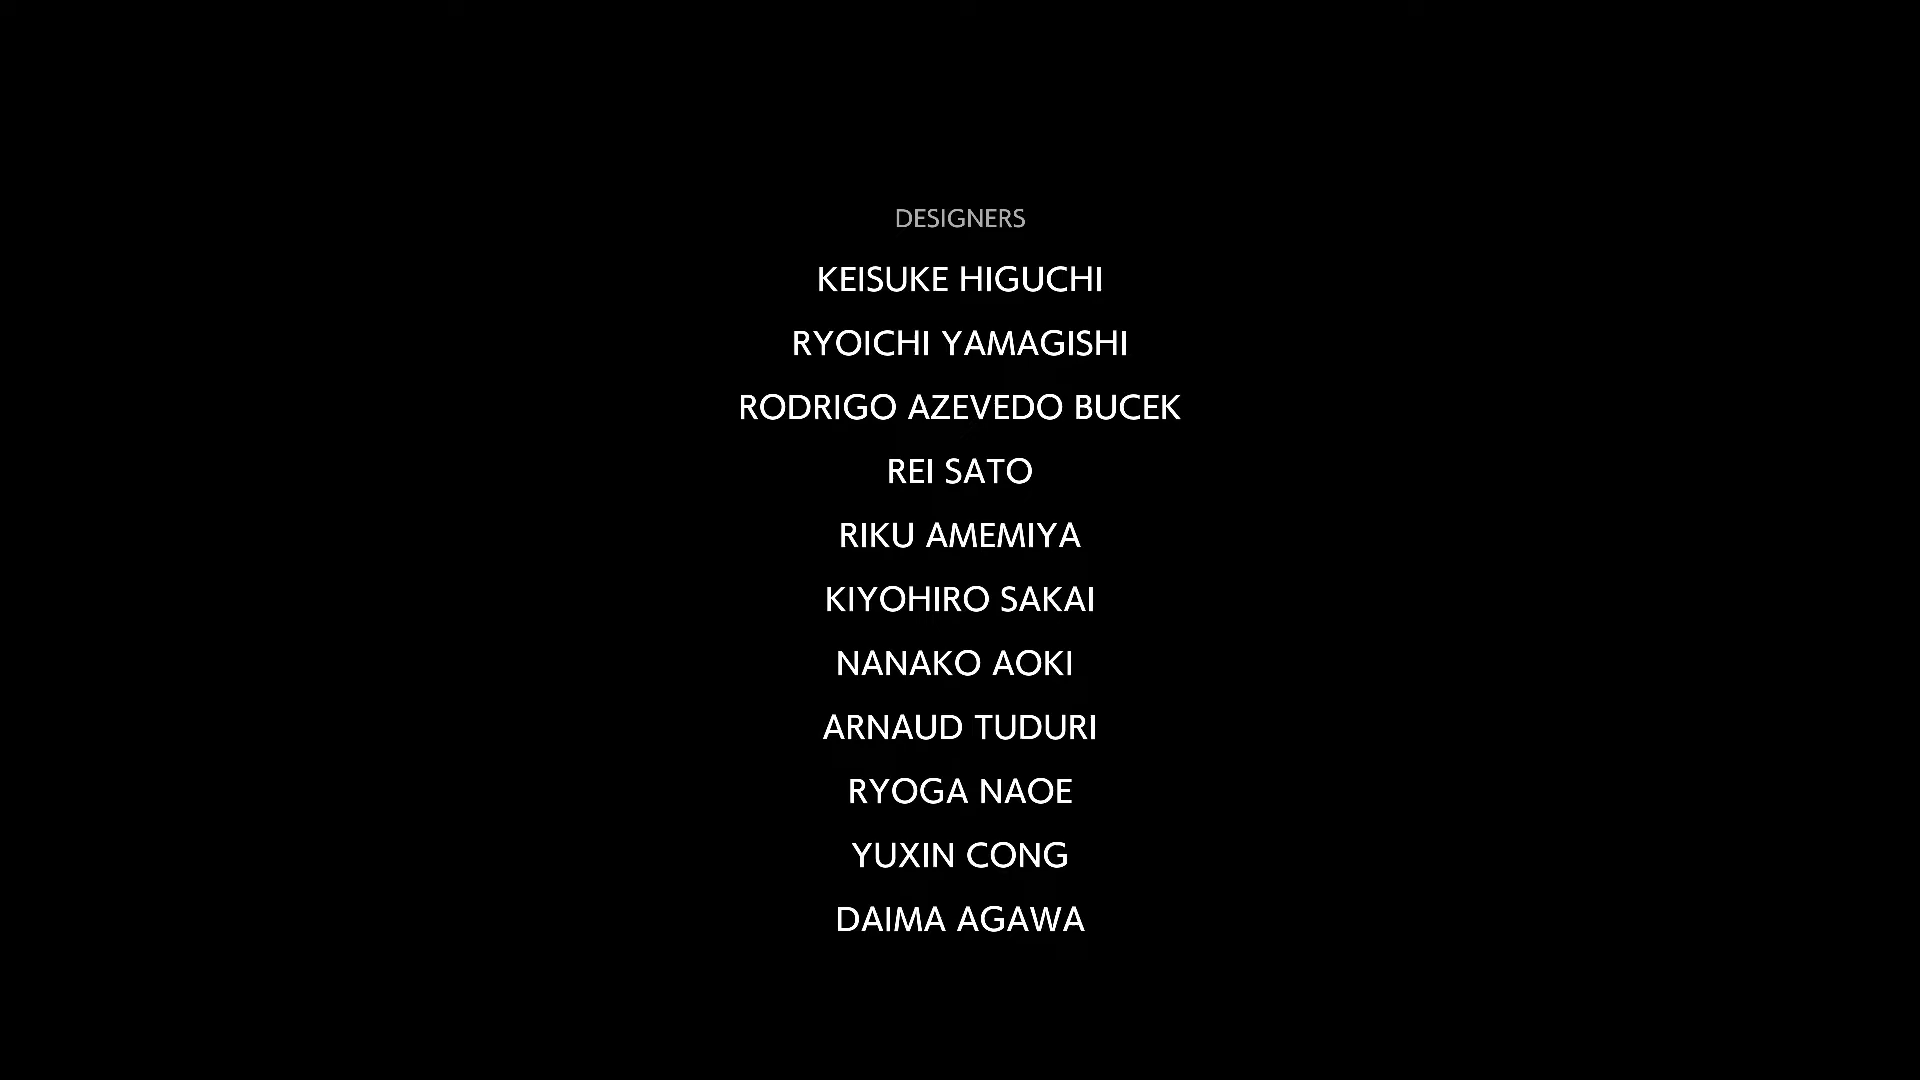 DESIGNERS
KEISUKE HIGUCHI
RYOICHI YAMAGISHI
RODRIGO AZEVEDO BUCEK
REI SATO
RIKU AMEMIYA
KIYOHIRO SAKAI
NANAKO AOKI
ARNAUD TUDURI
RYOGA NAOE
YUXIN CONG
DAIMA AGAWA